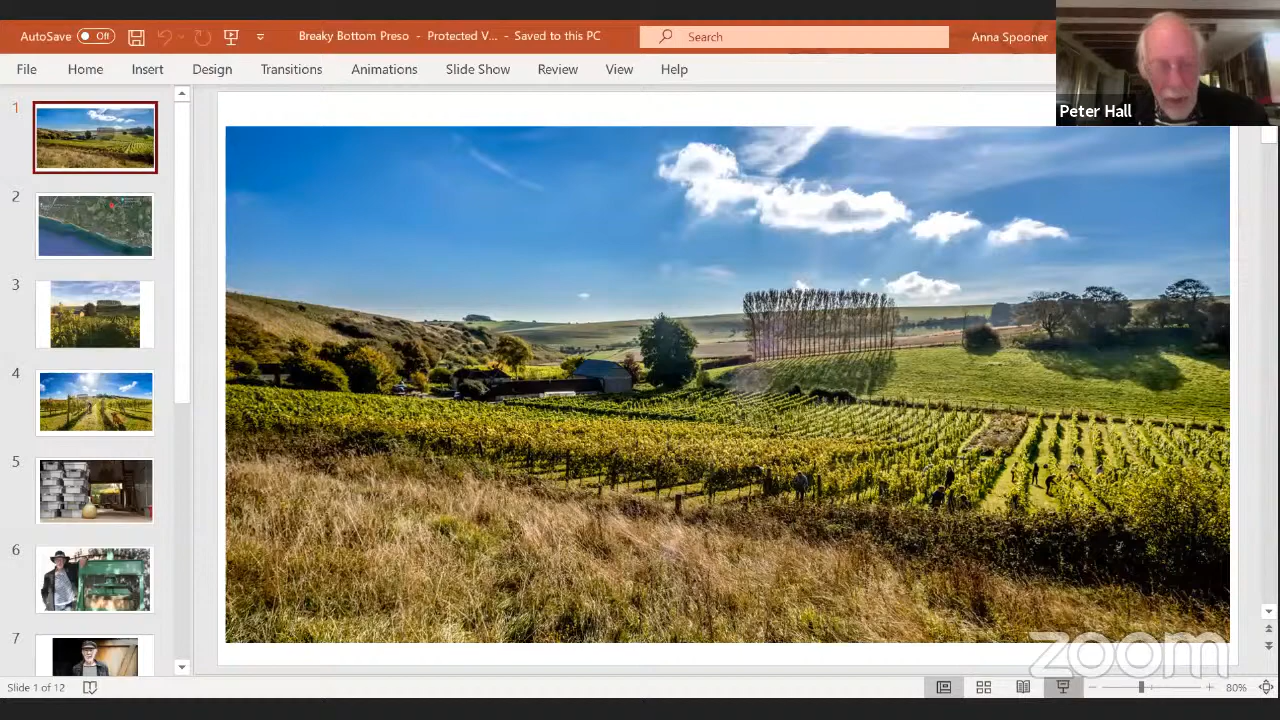 AutoSave Off Breaky Bottom Preso - Protected V... - Saved to this PC Search Anna Spooner
File Home Insert Design Transitions Animations Slide Show Review View Help
Peter Hall
1
2
3
4
5
6
7
zoom
Slide 1 of 12 80%